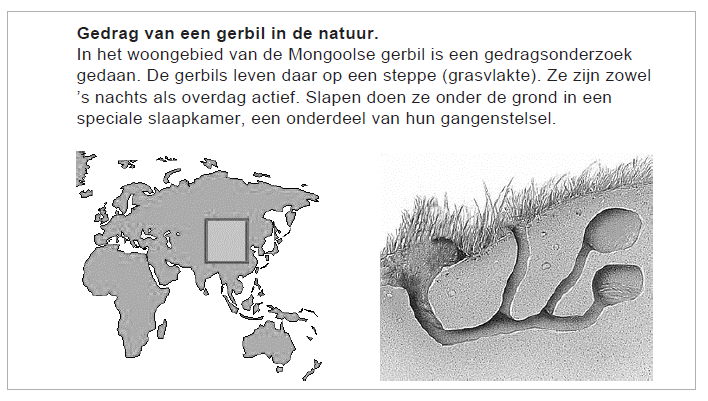 Gedrag van een gerbil in de natuur.
In het woongebied van de Mongoolse gerbil is een gedragsonderzoek
gedaan. De gerbils leven daar op een steppe (grasvlakte). Ze zijn zowel
’s nachts als overdag actief. Slapen doen ze onder de grond in een
speciale slaapkamer, een onderdeel van hun gangenstelsel.